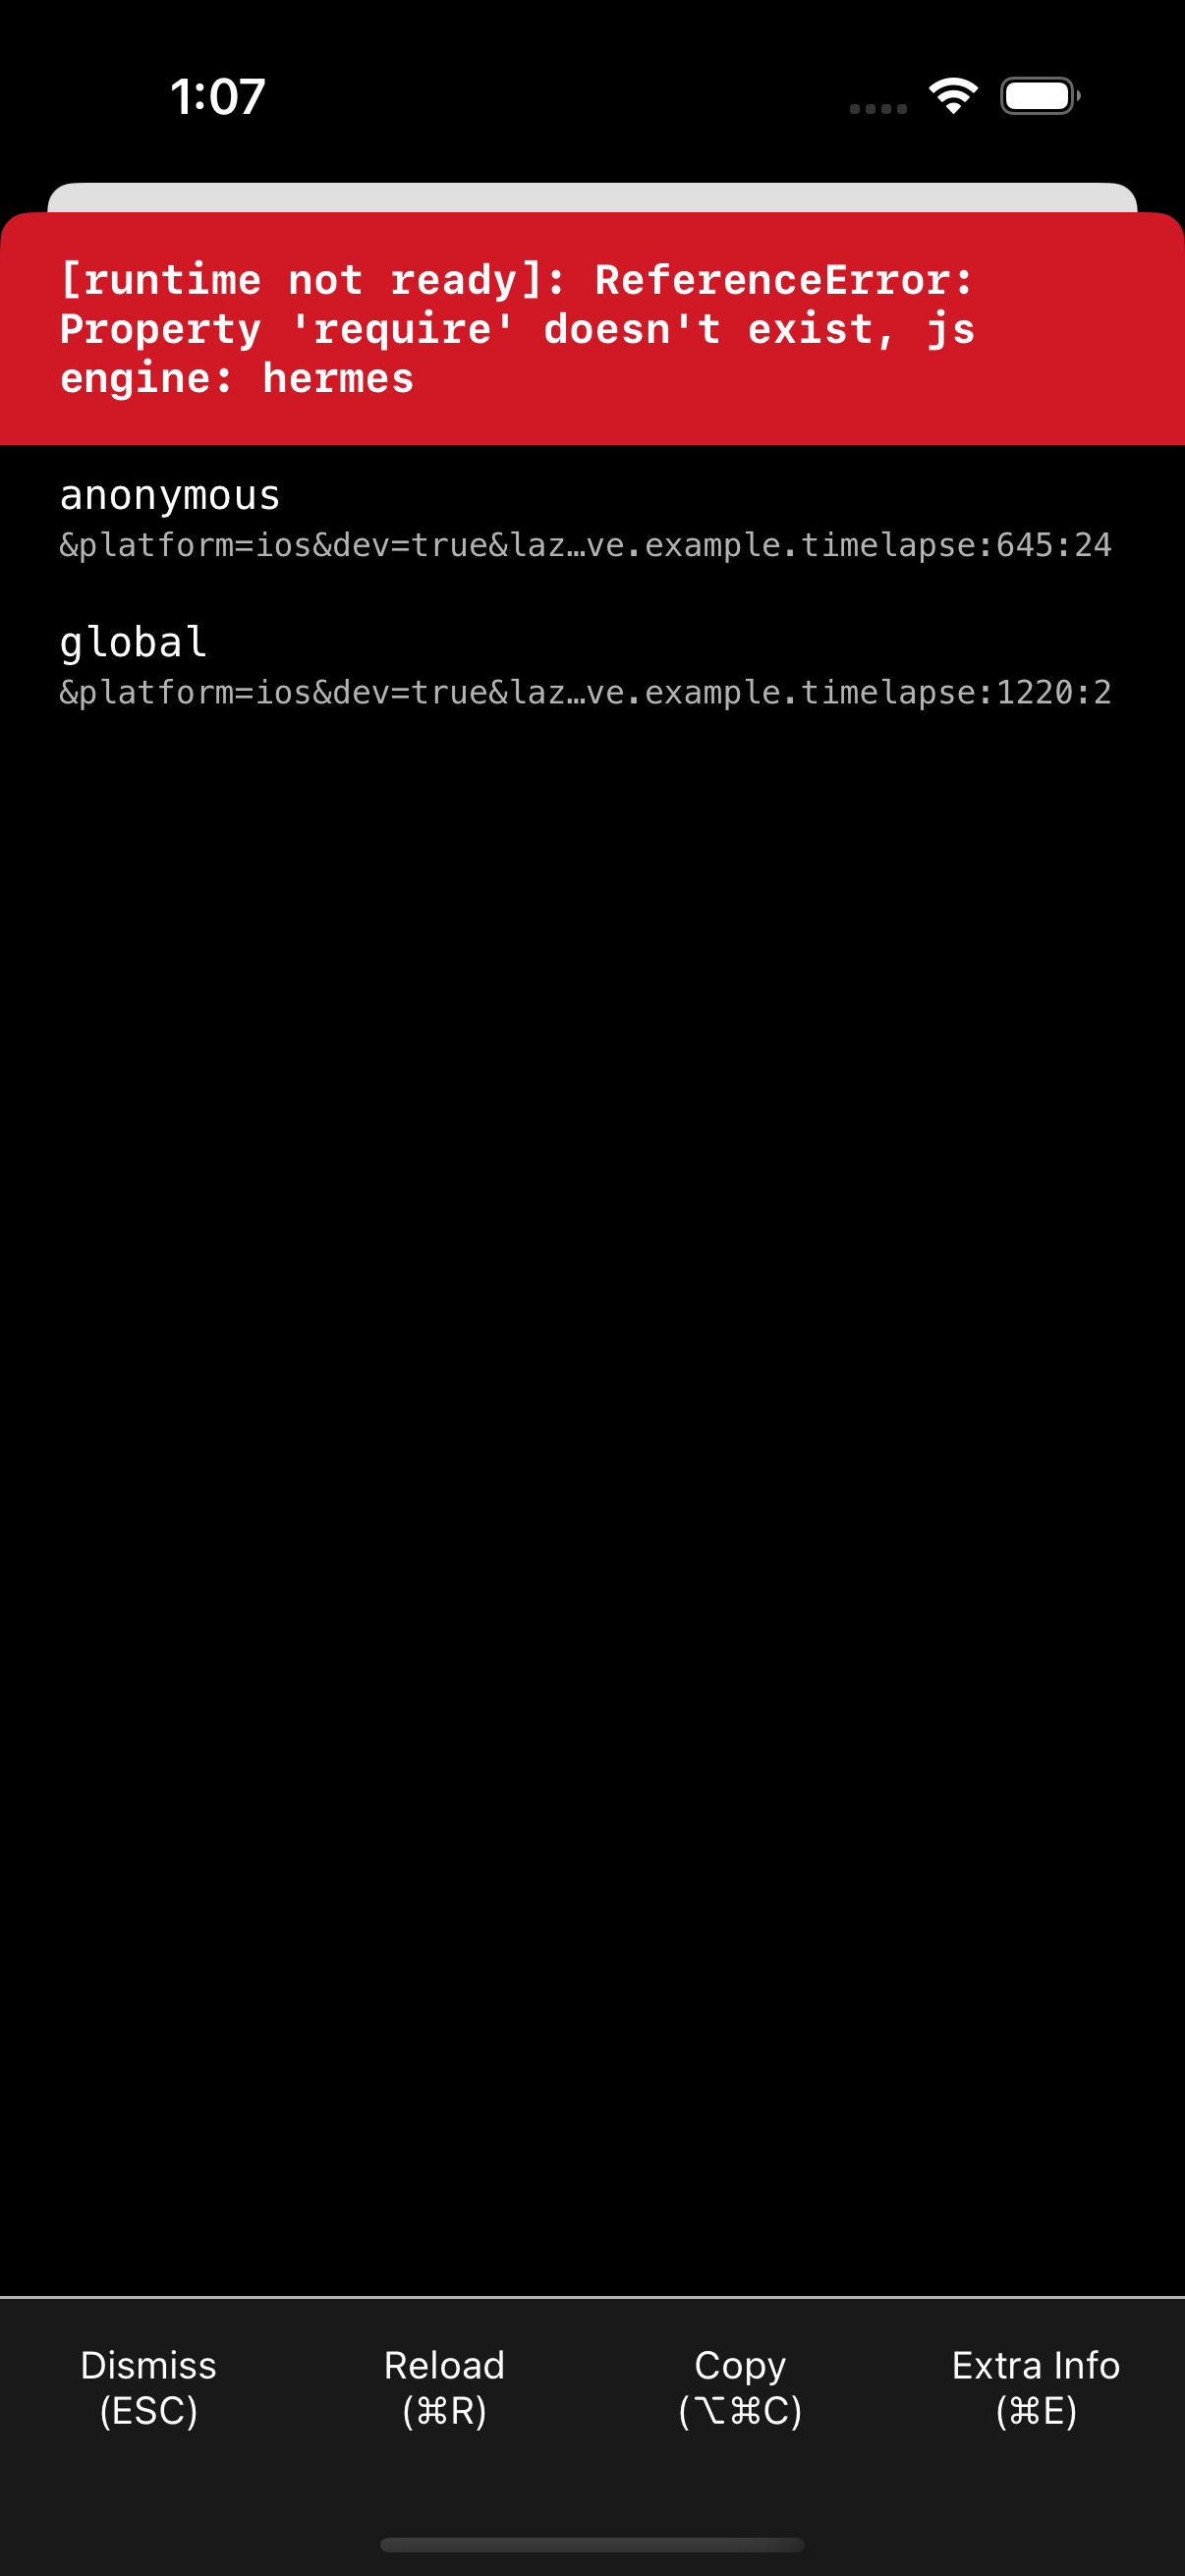 1:07
[runtime not ready]: ReferenceError:
Property 'require' doesn't exist, js
engine: hermes
anonymous
&platform=ios&dev=true&laz…ve.example.timelapse:645:24
global
&platform=ios&dev=true&laz…ve.example.timelapse:1220:2
Dismiss Reload Copy Extra Info
(ESC) (⌘R) (⌥⌘C) (⌘E)